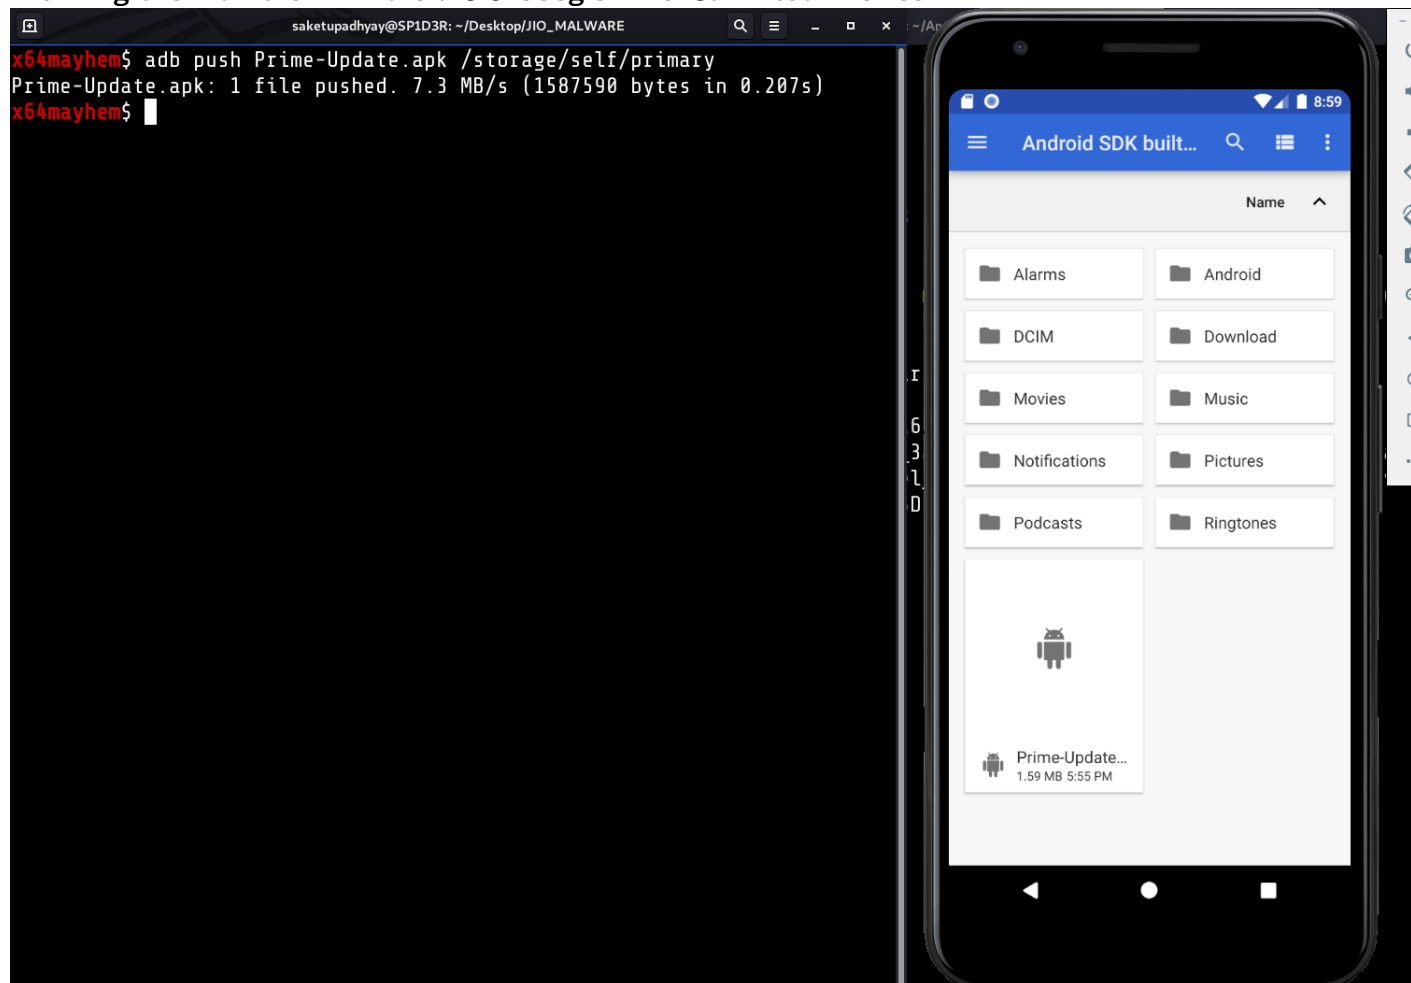 saketupadhyay@SP1D3R: ~/Desktop/JIO_MALWARE
x64mayhem$ adb push Prime-Update.apk /storage/self/primary
Prime-Update.apk: 1 file pushed. 7.3 MB/s (1587590 bytes in 0.207s)
x64mayhem$
8:59
Android SDK built…
Name
Alarms
Android
DCIM
Download
Movies
Music
Notifications
Pictures
Podcasts
Ringtones
Prime-Update...
1.59 MB 5:55 PM